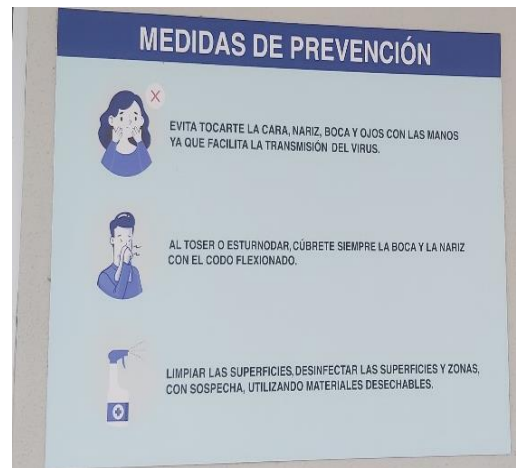 MEDIDAS DE PREVENCIÓN
EVITA TOCARTE LA CARA, NARIZ, BOCA Y OJOS CON LAS MANOS
YA QUE FACILITA LA TRANSMISIÓN DEL VIRUS.
AL TOSER O ESTURNODAR, CÚBRETE SIEMPRE LA BOCA Y LA NARIZ
CON EL CODO FLEXIONADO.
LIMPIAR LAS SUPERFICIES, DESINFECTAR LAS SUPERFICIES Y ZONAS,
CON SOSPECHA, UTILIZANDO MATERIALES DESECHABLES.